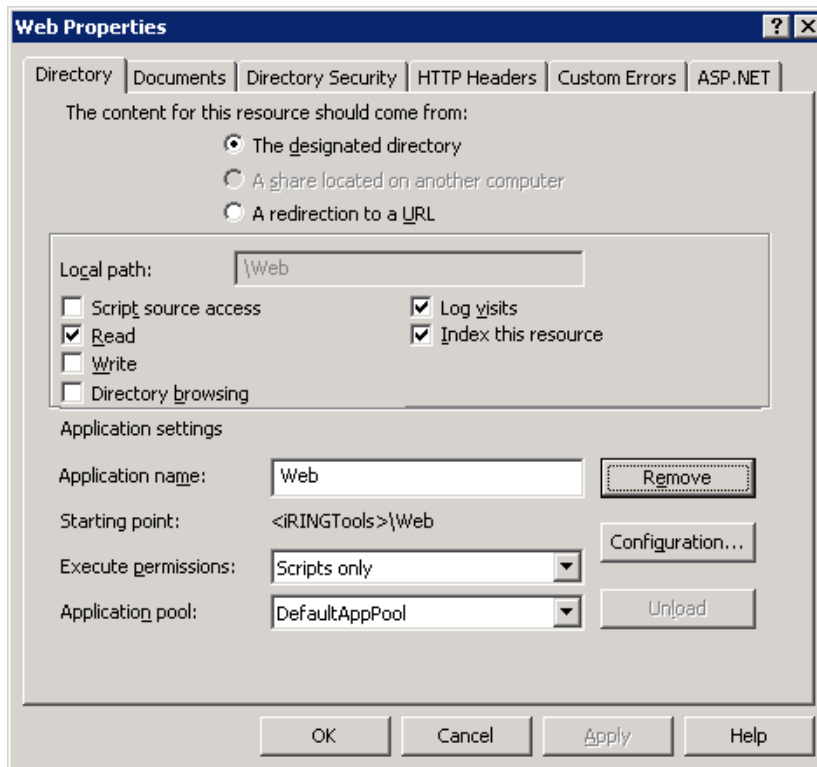 Web Properties
Directory Documents Directory Security HTTP Headers Custom Errors ASP.NET
The content for this resource should come from:
The designated directory
A share located on another computer
A redirection to a URL
Local path: \Web
Script source access Log visits
Read Index this resource
Write
Directory browsing
Application settings
Application name: Web Remove
Starting point: <iRINGTools>\Web
Configuration...
Execute permissions: Scripts only
Application pool: DefaultAppPool Unload
OK Cancel Apply Help